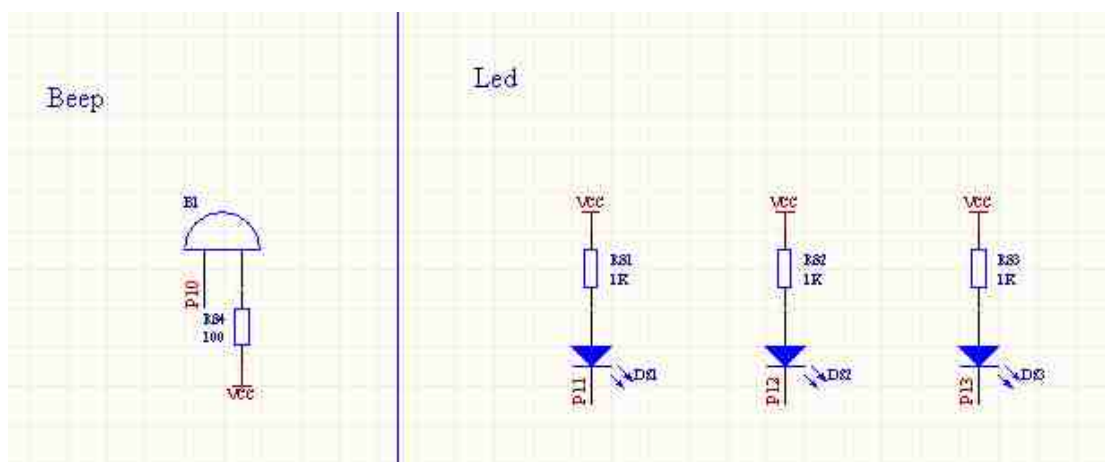 Beep
Led
B1
P10
RS4
100
VCC
VCC
RS1
1K
DS1
P11
VCC
RS2
1K
DS2
P12
VCC
RS3
1K
DS3
P13